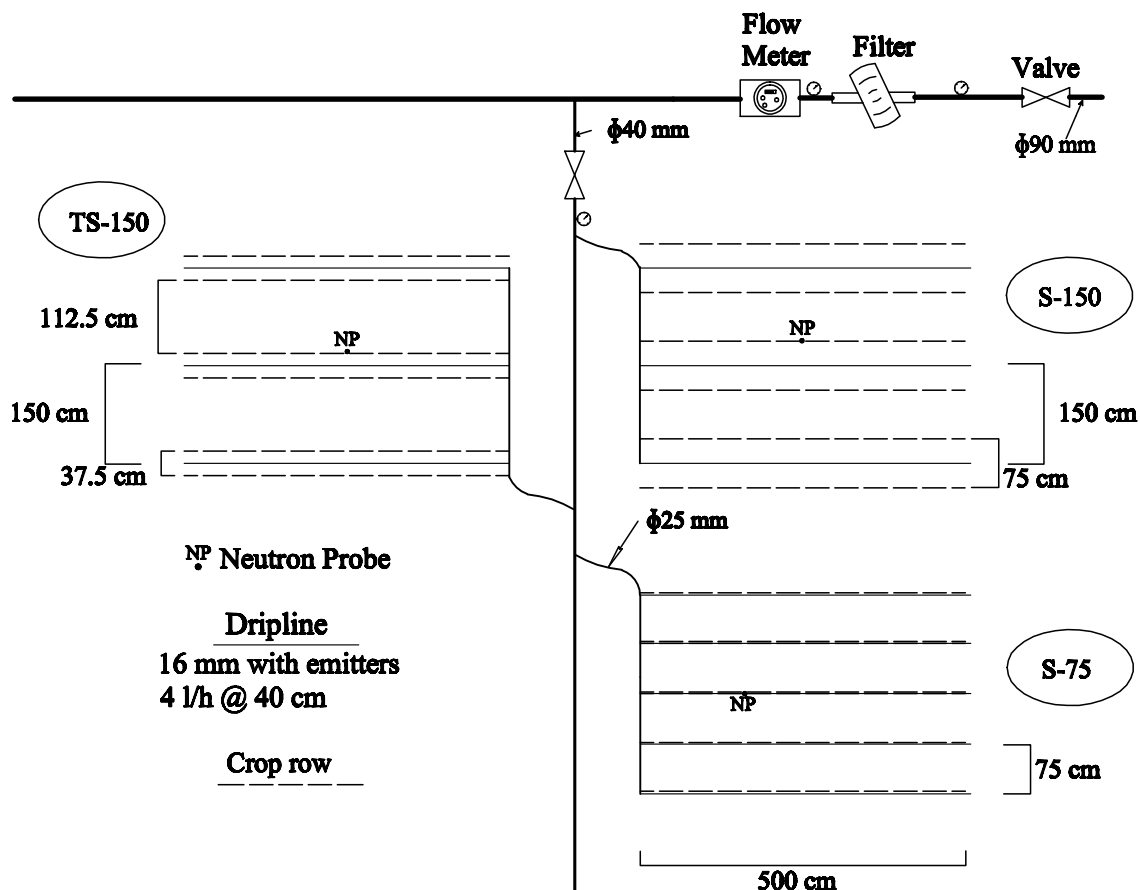 Flow
Meter
Filter
Valve
ϕ40 mm
ϕ90 mm
TS-150
S-150
112.5 cm
NP
NP
150 cm
150 cm
37.5 cm
75 cm
ϕ25 mm
NP Neutron Probe
Dripline
16 mm with emitters
4 l/h @ 40 cm
S-75
NP
Crop row
75 cm
500 cm